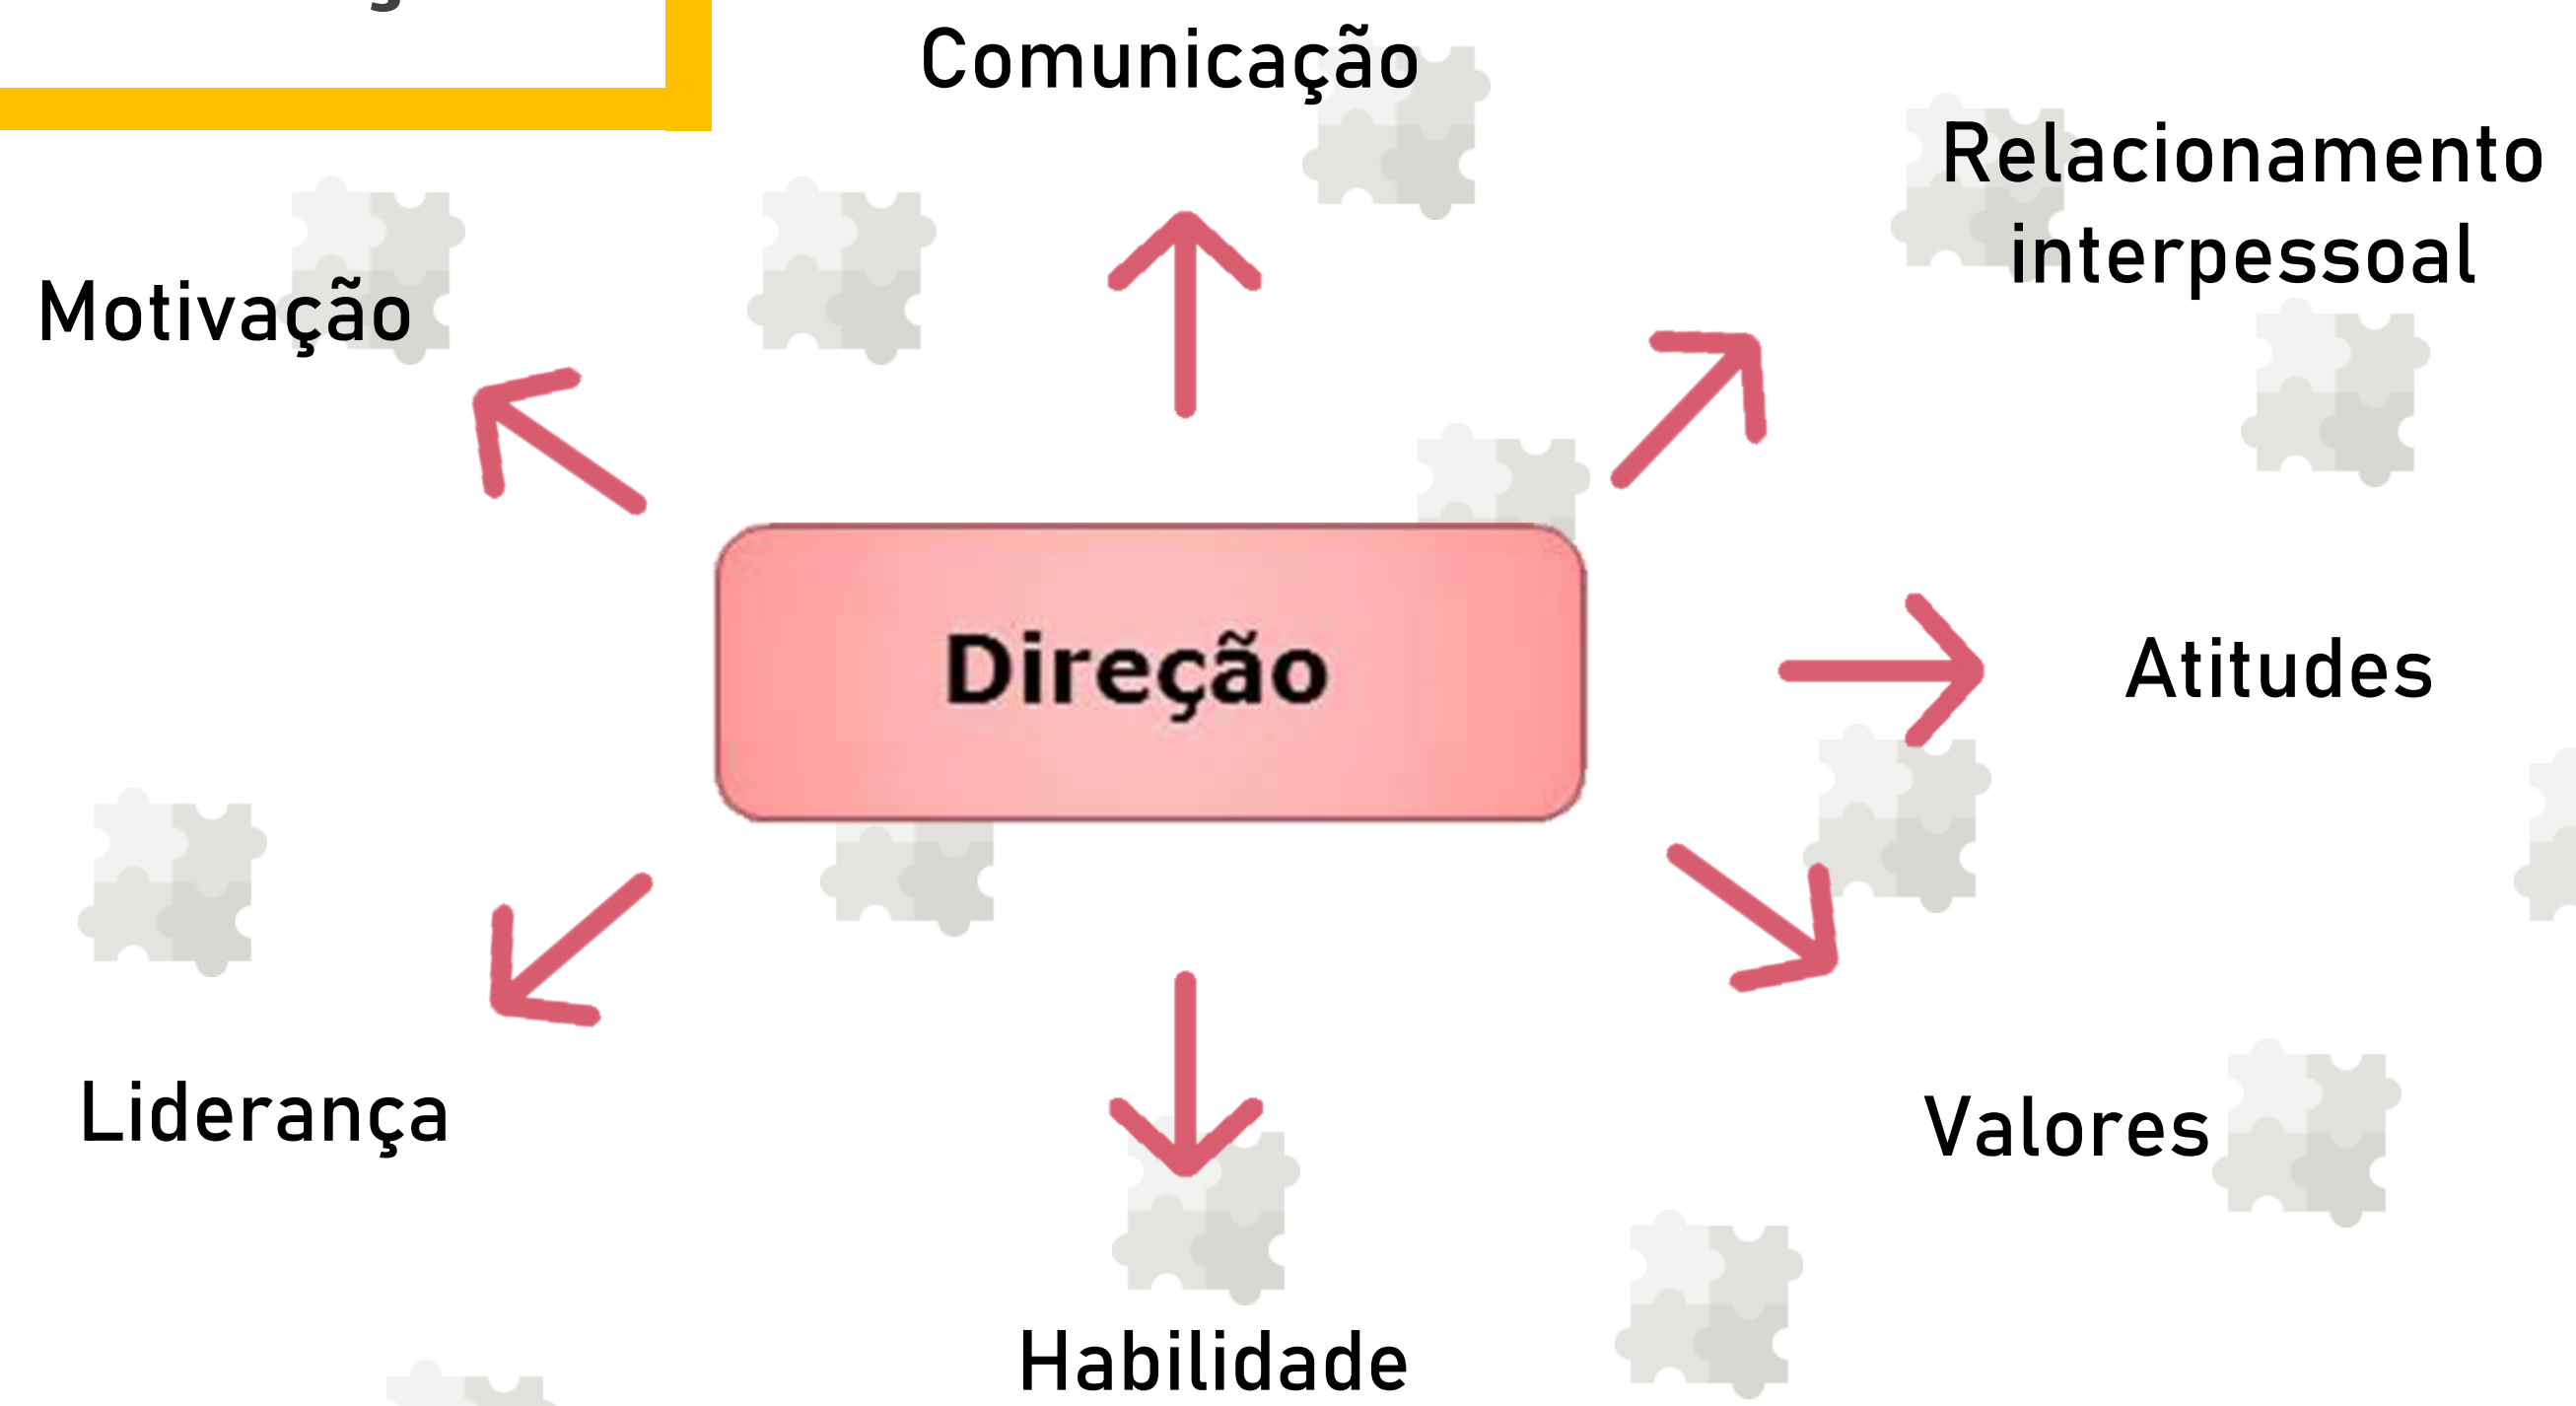 Comunicação
Relacionamento
interpessoal
Motivação
Direção
Atitudes
Liderança
Valores
Habilidade